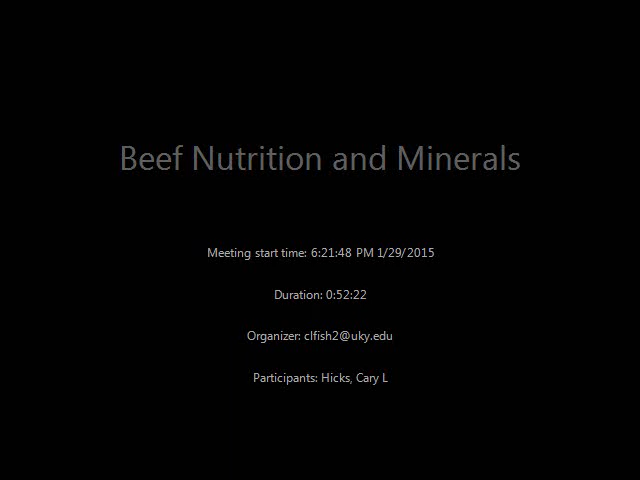 Beef Nutrition and Minerals
Meeting start time: 6:21:48 PM 1/29/2015
Duration: 0:52:22
Organizer: clfish2@uky.edu
Participants: Hicks, Cary L